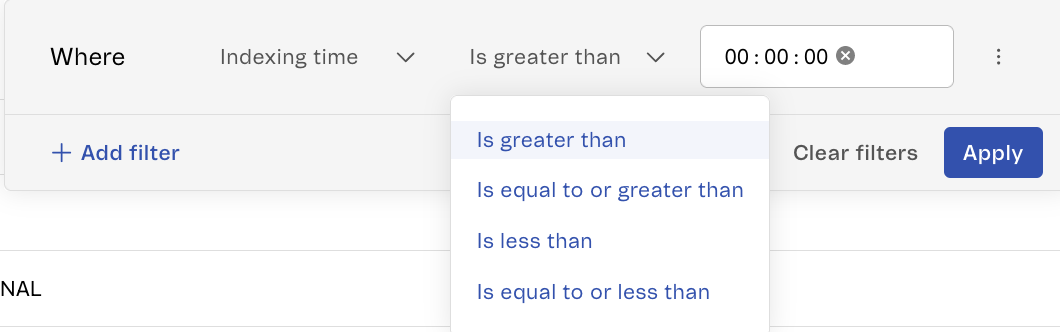 Where
Indexing time
Is greater than
00 : 00 : 00
Is greater than
Is equal to or greater than
Is less than
Is equal to or less than
+ Add filter
Clear filters
Apply
NAL